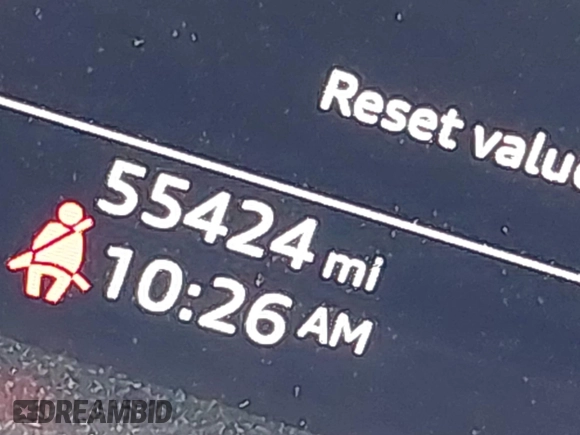 Reset value
55424 mi
10:26 AM
DREAMBID